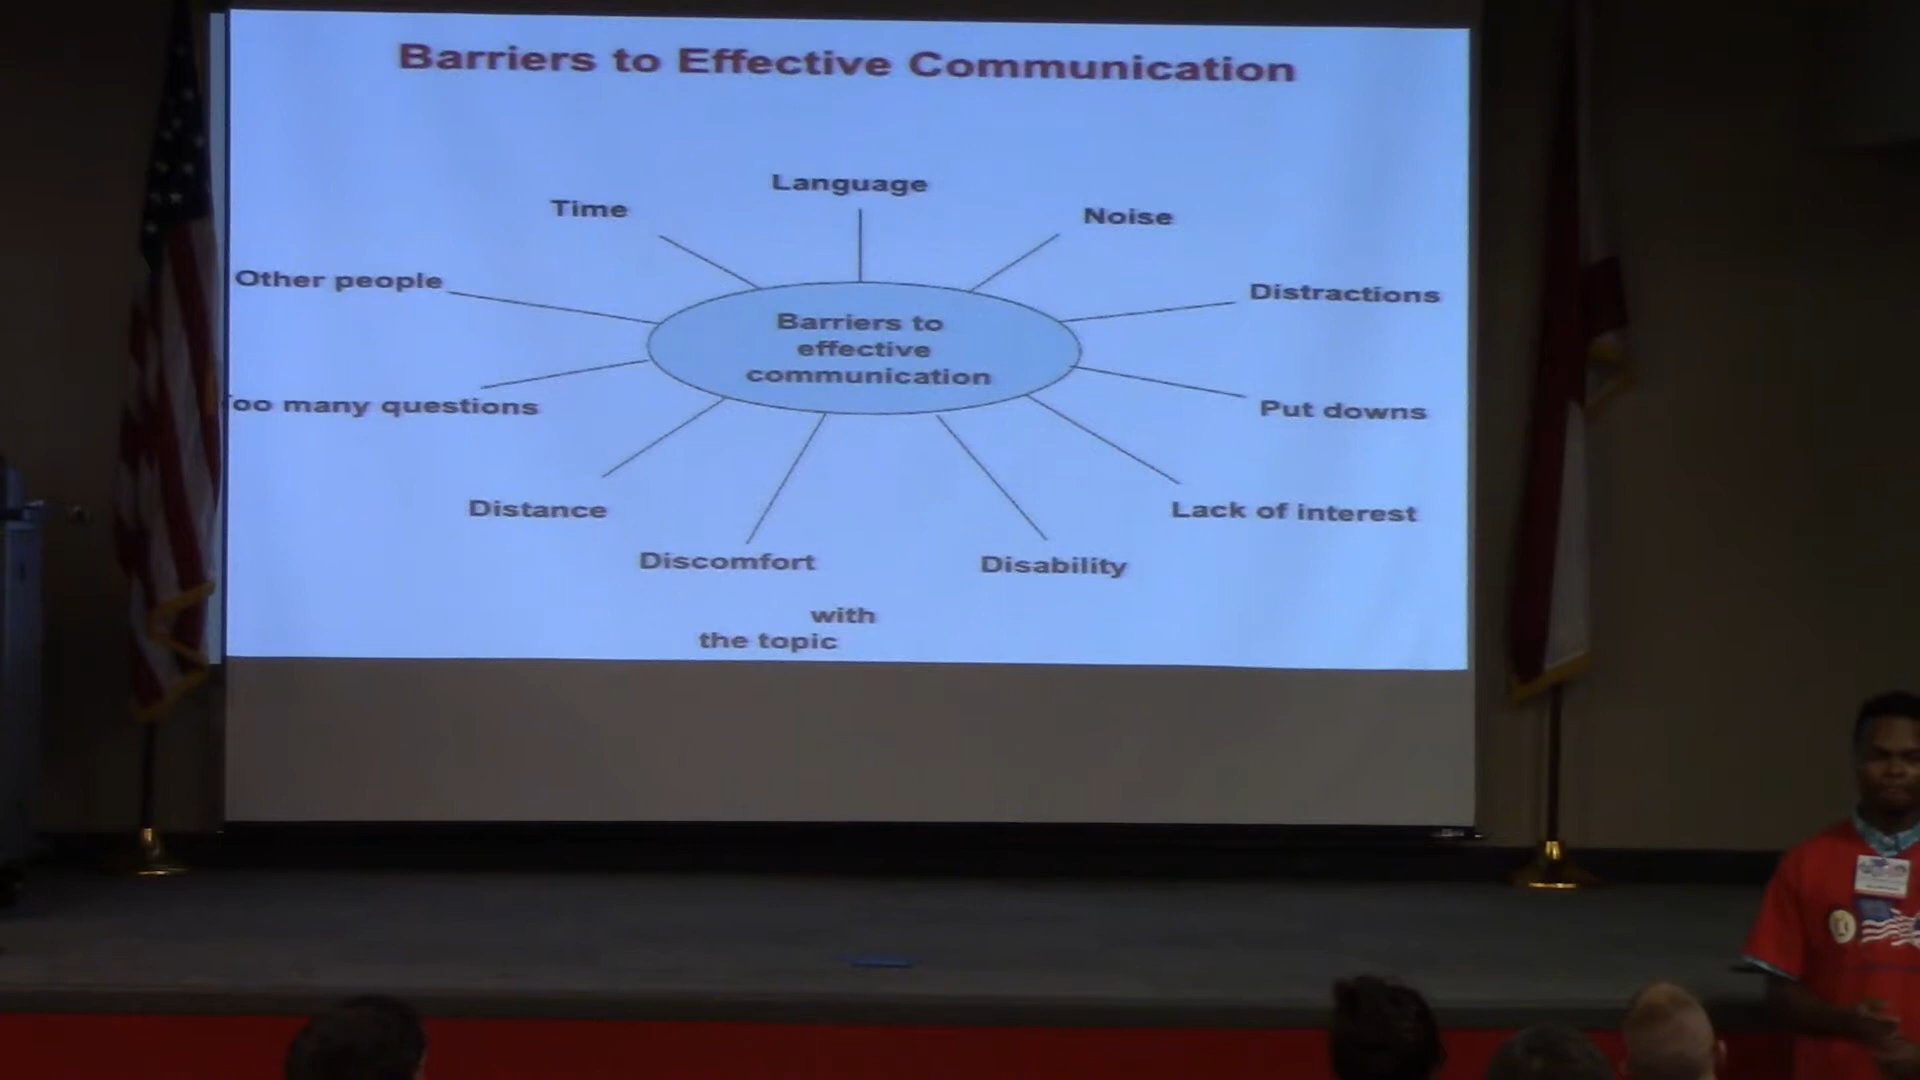 Barriers to Effective Communication
Language
Time
Noise
Other people
Distractions
Barriers to
effective
communication
oo many questions
Put downs
Distance
Lack of interest
Discomfort
Disability
with
the topic